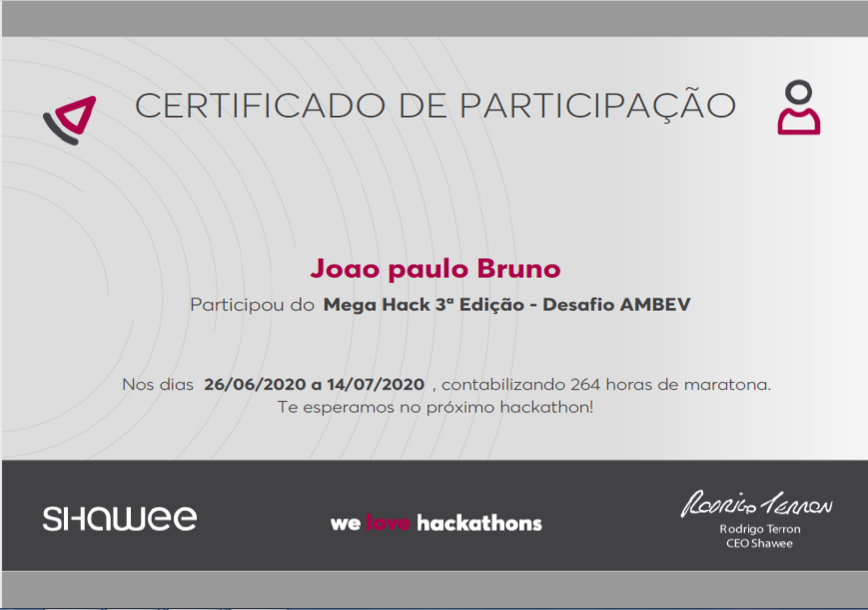 CERTIFICADO DE PARTICIPAÇÃO
Joao paulo Bruno
Participou do Mega Hack 3ª Edição - Desafio AMBEV
Nos dias 26/06/2020 a 14/07/2020 , contabilizando 264 horas de maratona.
Te esperamos no próximo hackathon!
SHAWEE
we love hackathons
Rodrigo Terron
Rodrigo Terron
CEO Shawee